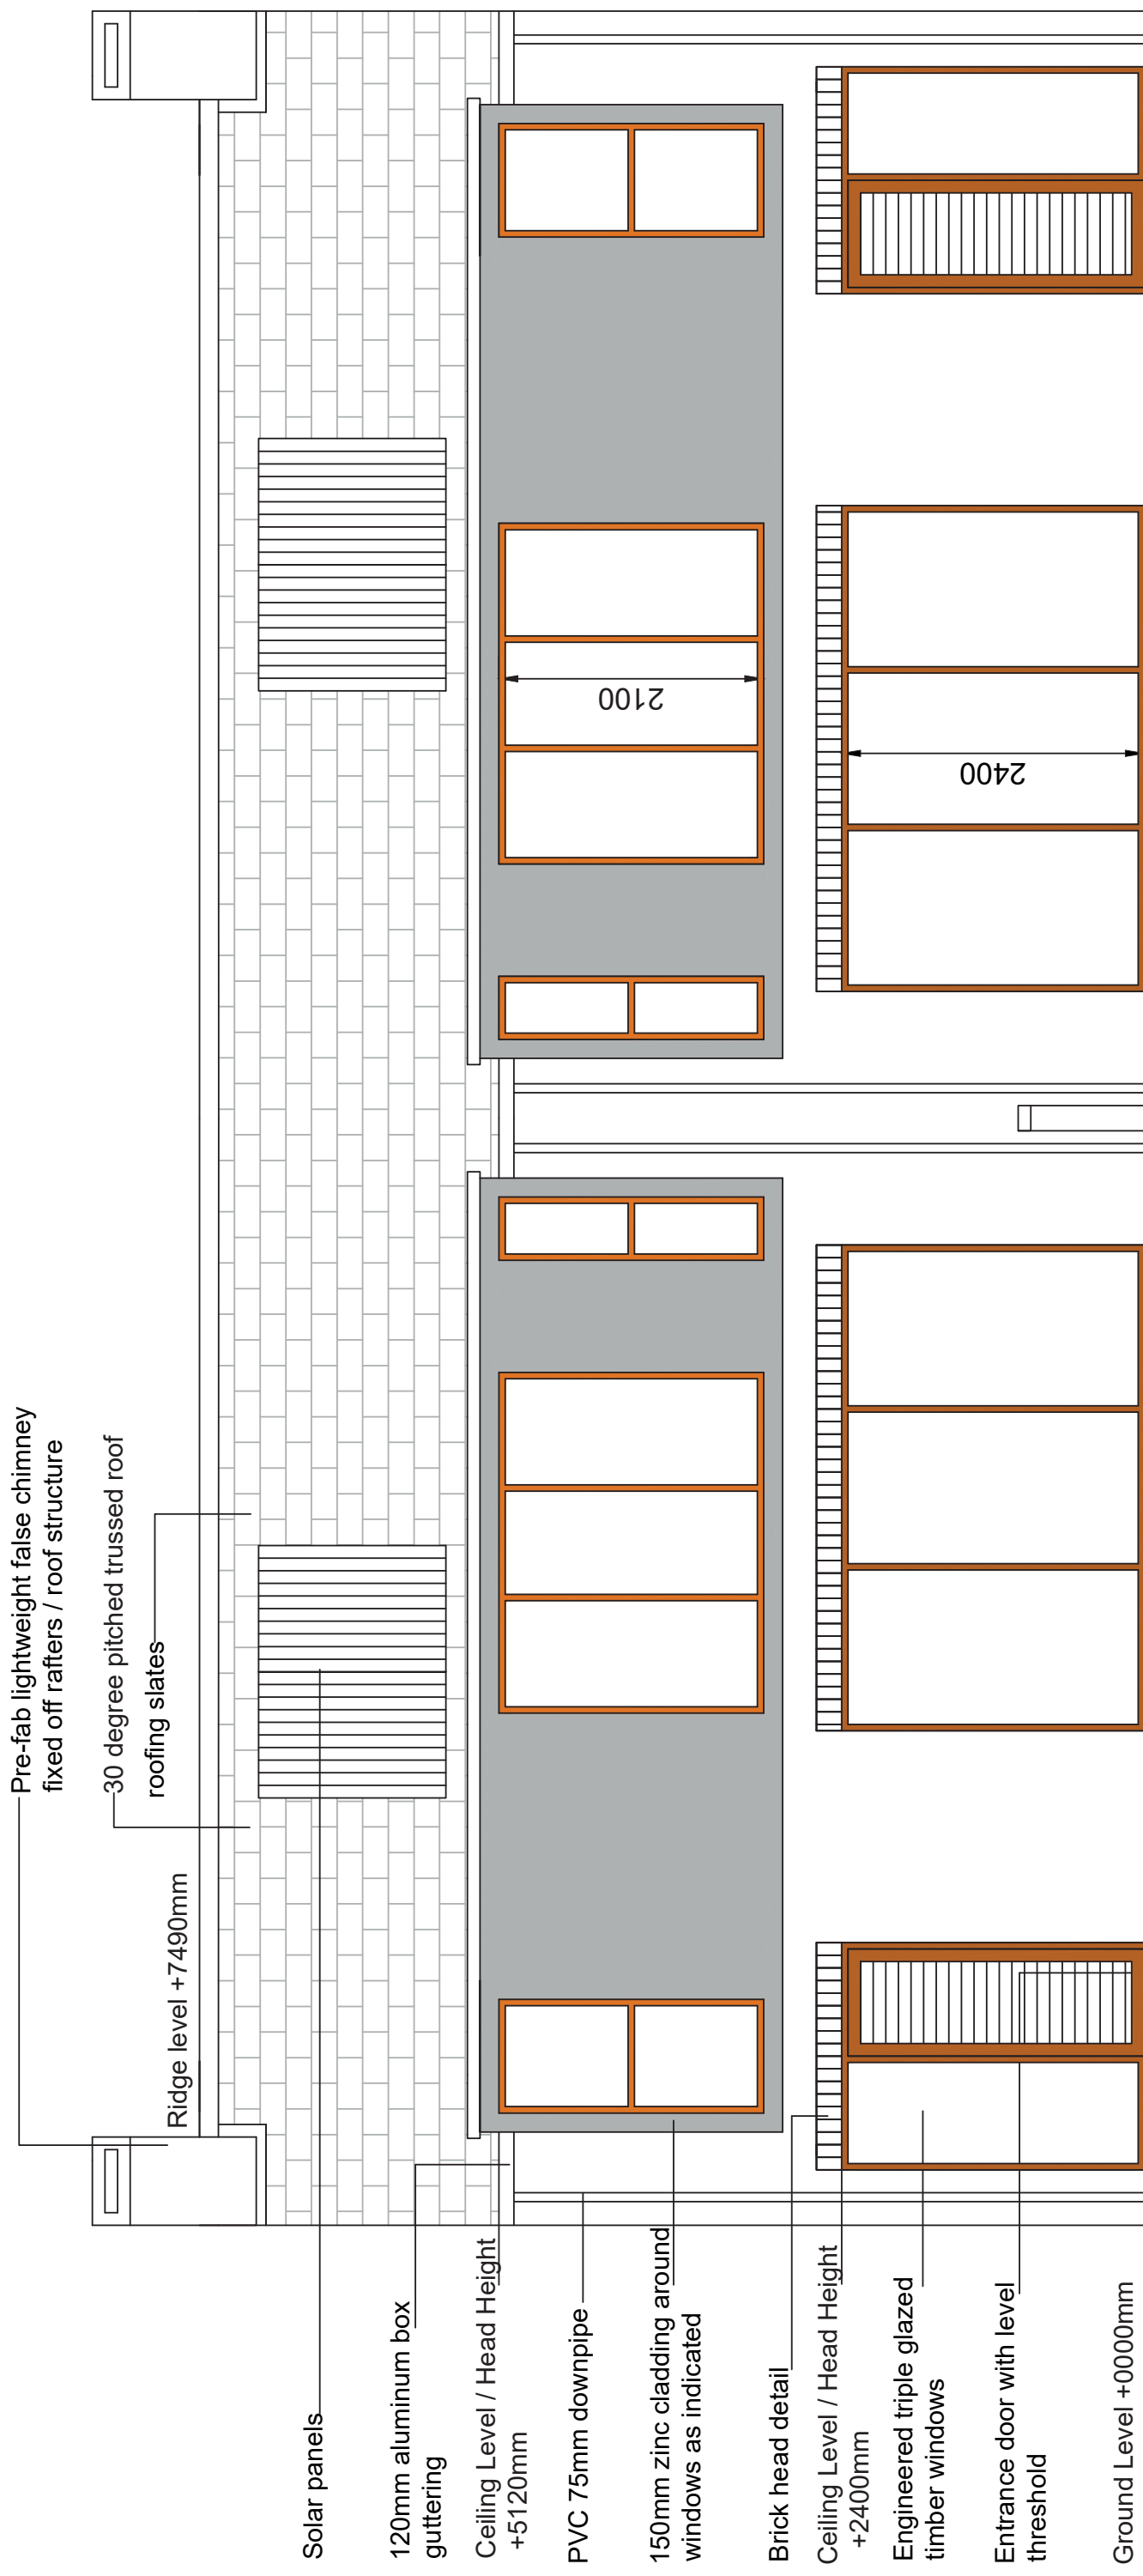 Pre-fab lightweight false chimney
fixed off rafters / roof structure
30 degree pitched trussed roof
roofing slates
Ridge level +7490mm
Solar panels
120mm aluminum box
guttering
Ceiling Level / Head Height
+5120mm
PVC 75mm downpipe
150mm zinc cladding around
windows as indicated
Brick head detail
Ceiling Level / Head Height
+2400mm
Engineered triple glazed
timber windows
Entrance door with level
threshold
Ground Level +0000mm
2100
2400